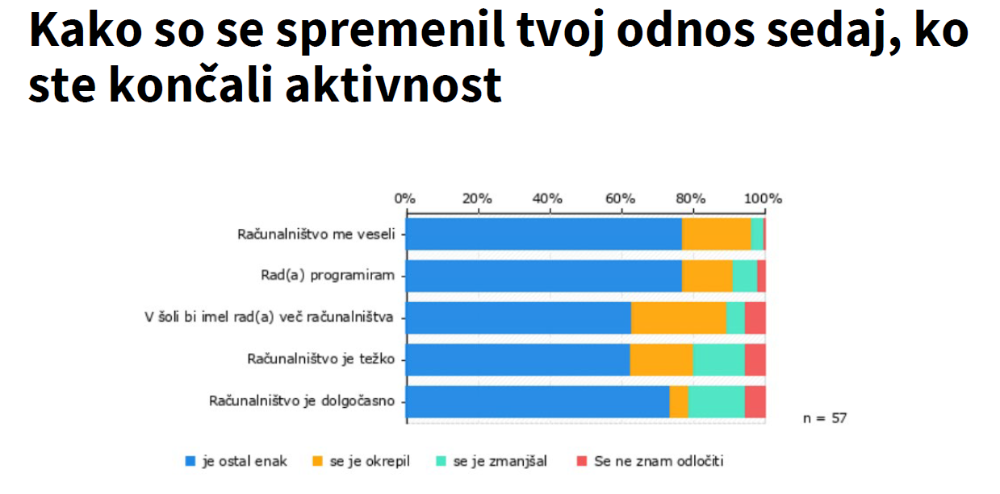 Kako so se spremenil tvoj odnos sedaj, ko
ste končali aktivnost
0% 20% 40% 60% 80% 100%
Računalništvo me veseli
Rad(a) programiram
V šoli bi imel rad(a) več računalništva
Računalništvo je težko
Računalništvo je dolgočasno
n = 57
je ostal enak se je okrepil se je zmanjšal Se ne znam odločiti